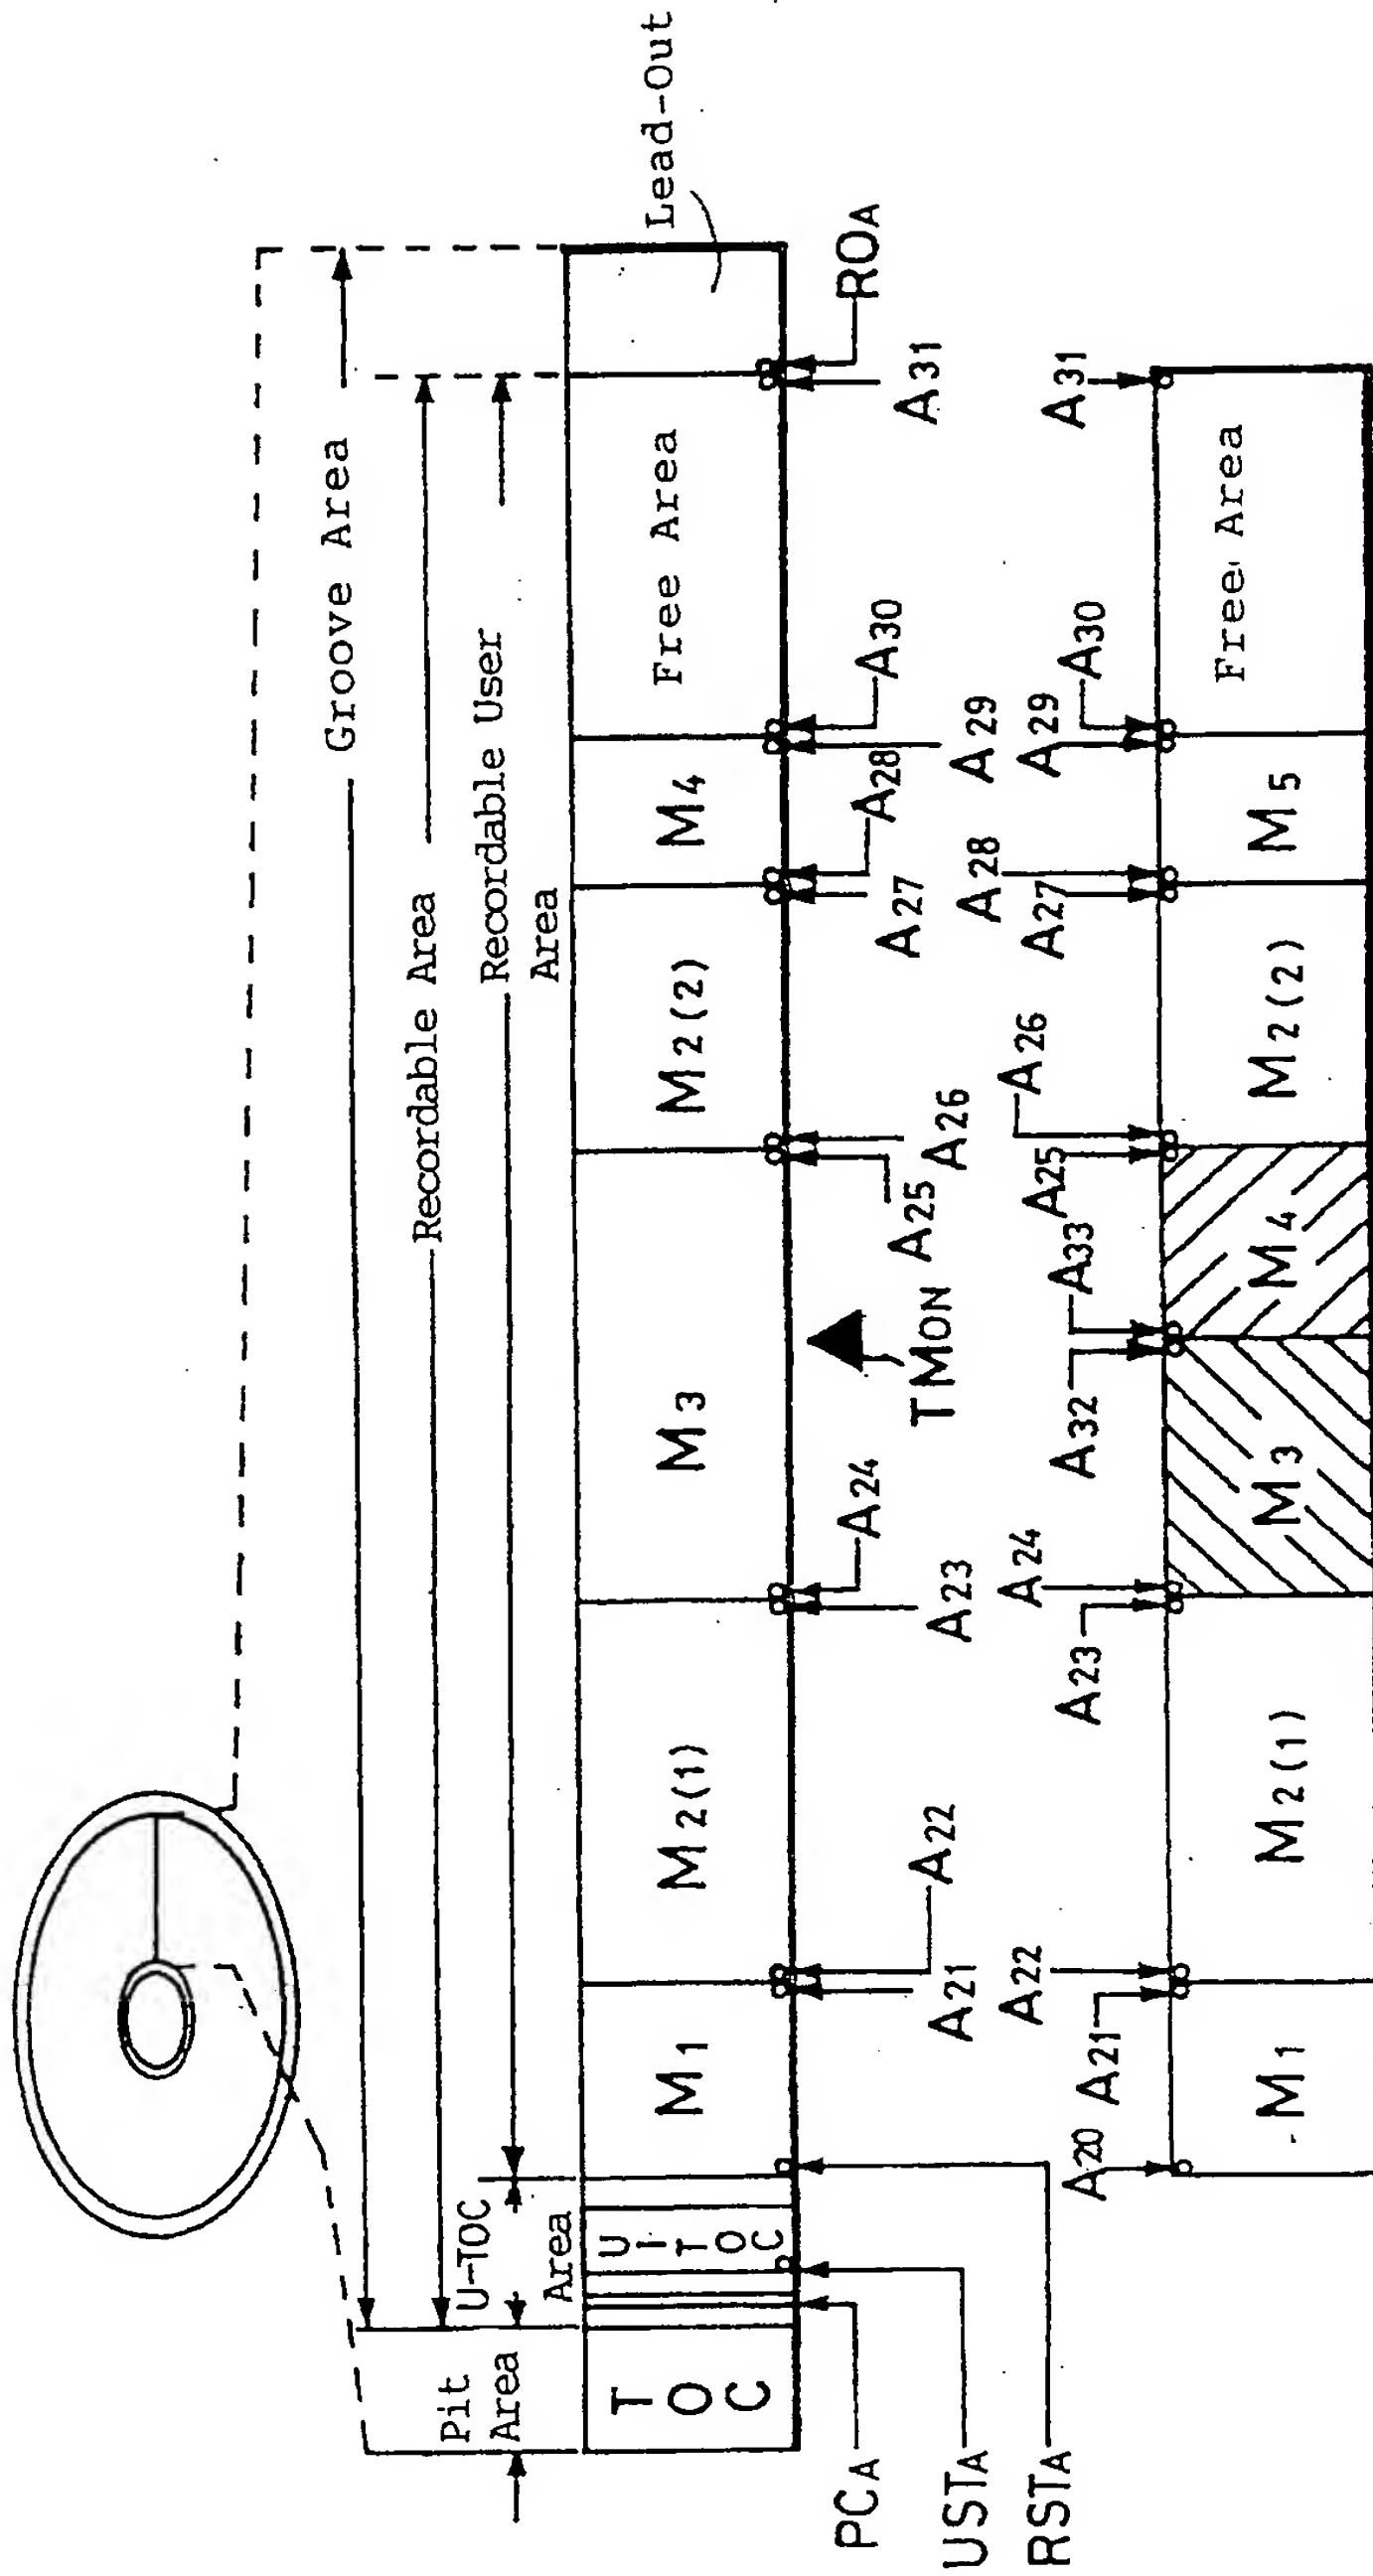 Groove Area
Recordable Area
Recordable User
Area
U-TOC
Area
Pit
Area
Lead-Out
TOC
U-TOC
M1
M2(1)
M3
M2(2)
M4
Free Area
PCA
USTA
RSTA
A21
A22
A23
A24
TMON
A25
A26
A27
A28
A29
A30
A31
ROA
A20
A21
A22
A23
A24
A32
A33
A25
A26
A27
A28
A29
A30
A31
M1
M2(1)
M3
M4
M2(2)
M5
Free Area